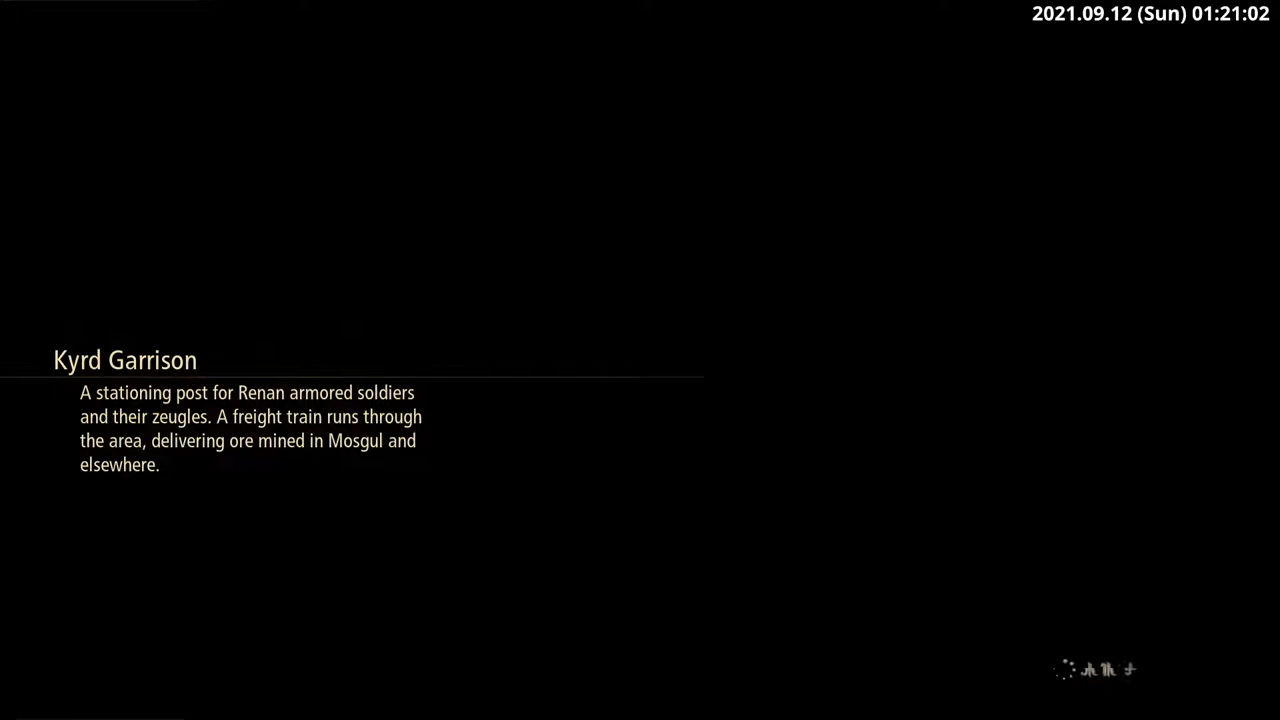 2021.09.12 (Sun) 01:21:02
Kyrd Garrison
A stationing post for Renan armored soldiers
and their zeugles. A freight train runs through
the area, delivering ore mined in Mosgul and
elsewhere.